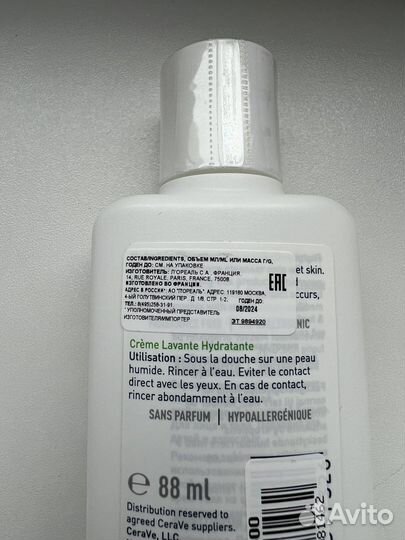 СОСТАВ/INGREDIENTS, ОБЪЕМ МЛ/ML ИЛИ МАССА Г/G,
ГОДЕН ДО: СМ. НА УПАКОВКЕ
ИЗГОТОВИТЕЛЬ: Л'ОРЕАЛЬ С.А., ФРАНЦИЯ
14, RUE ROYALE, PARIS, FRANCE, 75008.
ИЗГОТОВЛЕНО ВО ФРАНЦИИ
АДРЕС В РОССИИ*: АО "ЛОРЕАЛЬ", АДРЕС: 119180 МОСКВА,
4-ЫЙ ГОЛУТВИНСКИЙ ПЕР. Д. 1/8, СТР. 1-2,
ТЕЛ.: 8(495)258-31-91
*УПОЛНОМОЧЕННЫЙ ПРЕДСТАВИТЕЛЬ
ИЗГОТОВИТЕЛЯ/ИМПОРТЕР
EAC
ГОДЕН ДО
08/2024
ЭТ 9894920
et skin.
occurs,
NIC
Crème Lavante Hydratante
Utilisation : Sous la douche sur une peau
humide. Rincer à l'eau. Eviter le contact
direct avec les yeux. En cas de contact,
rincer abondamment à l'eau.
SANS PARFUM | HYPOALLERGÉNIQUE
e 88 ml
Distribution reserved to
agreed CeraVe suppliers.
CeraVe, LLC
Avito